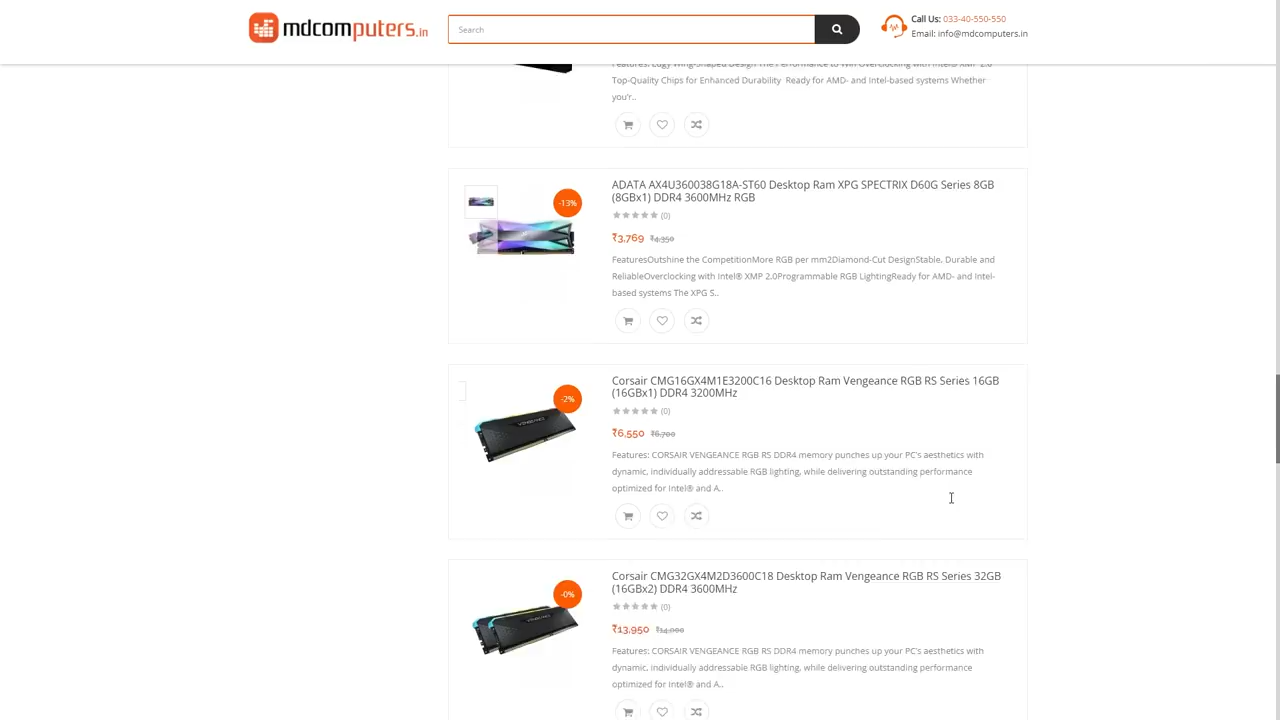 mdcomputers.in
Search
Call Us: 033-40-550-550
Email: info@mdcomputers.in
Top-Quality Chips for Enhanced Durability  Ready for AMD- and Intel-based systems Whether
you'r..
-13%
ADATA AX4U360038G18A-ST60 Desktop Ram XPG SPECTRIX D60G Series 8GB
(8GBx1) DDR4 3600MHz RGB
(0)
₹3,769 ₹4,350
FeaturesOutshine the CompetitionMore RGB per mm2Diamond-Cut DesignStable, Durable and
ReliableOverclocking with Intel® XMP 2.0Programmable RGB LightingReady for AMD- and Intel-
based systems The XPG S..
-2%
Corsair CMG16GX4M1E3200C16 Desktop Ram Vengeance RGB RS Series 16GB
(16GBx1) DDR4 3200MHz
(0)
₹6,550 ₹6,700
Features: CORSAIR VENGEANCE RGB RS DDR4 memory punches up your PC's aesthetics with
dynamic, individually addressable RGB lighting, while delivering outstanding performance
optimized for Intel® and A..
-0%
Corsair CMG32GX4M2D3600C18 Desktop Ram Vengeance RGB RS Series 32GB
(16GBx2) DDR4 3600MHz
(0)
₹13,950 ₹14,000
Features: CORSAIR VENGEANCE RGB RS DDR4 memory punches up your PC's aesthetics with
dynamic, individually addressable RGB lighting, while delivering outstanding performance
optimized for Intel® and A..